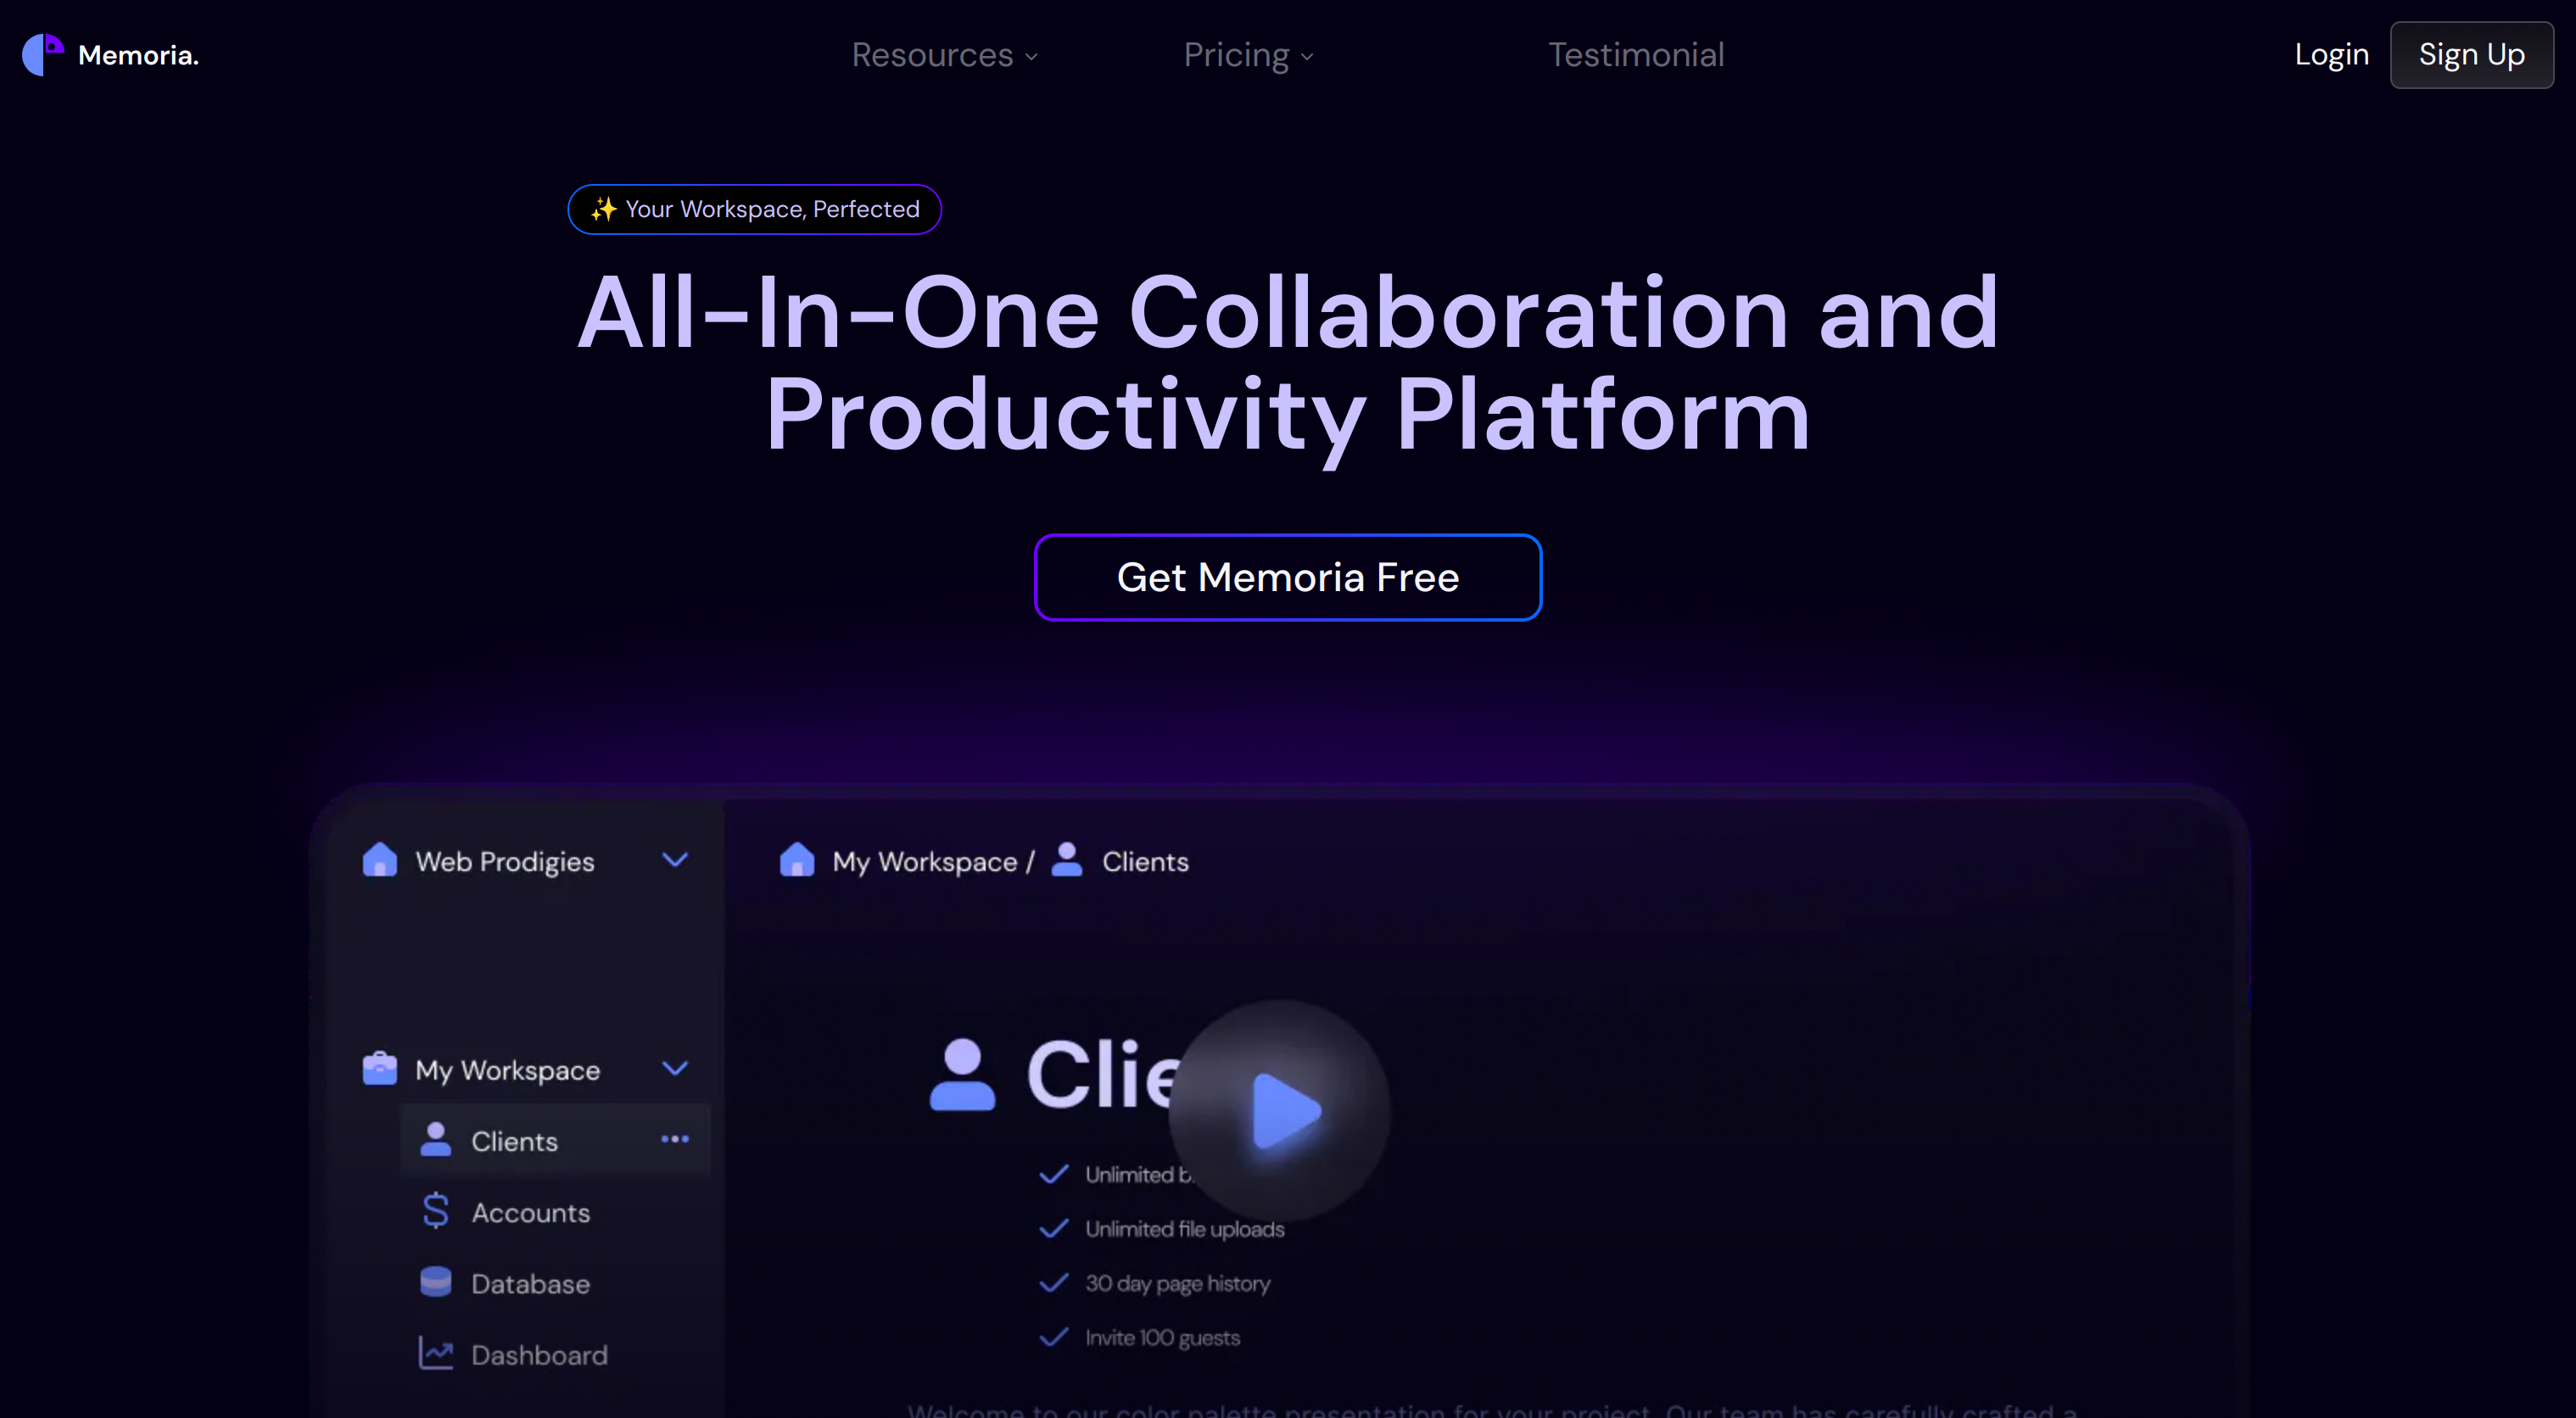 Memoria.
Resources
Pricing
Testimonial
Login
Sign Up
✨ Your Workspace, Perfected
All-In-One Collaboration and
Productivity Platform
Get Memoria Free
Web Prodigies
My Workspace / Clients
My Workspace
Clients
Accounts
Database
Dashboard
Clie
Unlimited b
Unlimited file uploads
30 day page history
Invite 100 guests
Welcome to our color palette presentation for your project. Our team has carefully crafted a